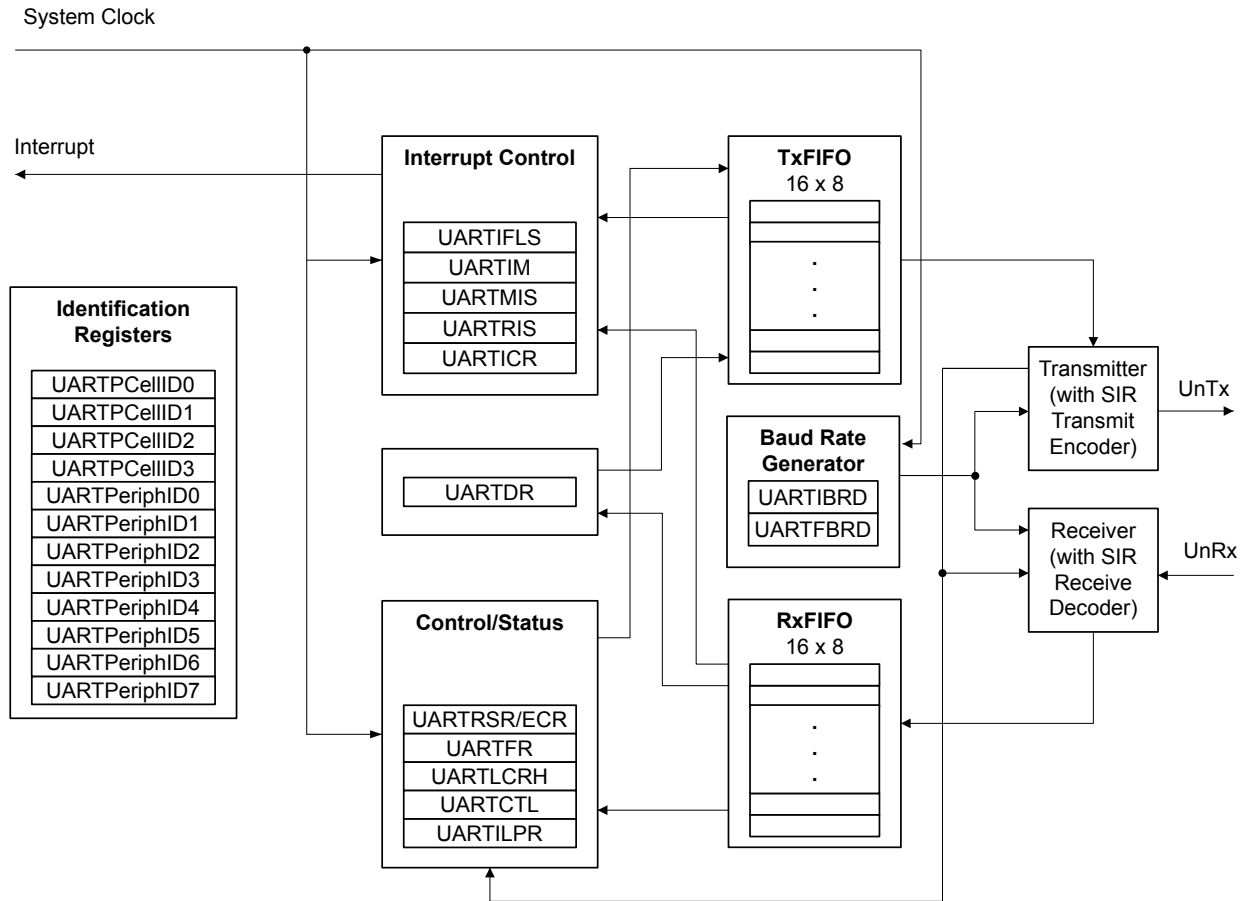 System Clock
Interrupt
Identification
Registers
UARTPCellID0
UARTPCellID1
UARTPCellID2
UARTPCellID3
UARTPeriphID0
UARTPeriphID1
UARTPeriphID2
UARTPeriphID3
UARTPeriphID4
UARTPeriphID5
UARTPeriphID6
UARTPeriphID7
Interrupt Control
UARTIFLS
UARTIM
UARTMIS
UARTRIS
UARTICR
UARTDR
Control/Status
UARTRSR/ECR
UARTFR
UARTLCRH
UARTCTL
UARTILPR
TxFIFO
16 x 8
.
.
.
Baud Rate
Generator
UARTIBRD
UARTFBRD
RxFIFO
16 x 8
.
.
.
Transmitter
(with SIR
Transmit
Encoder)
UnTx
Receiver
(with SIR
Receive
Decoder)
UnRx